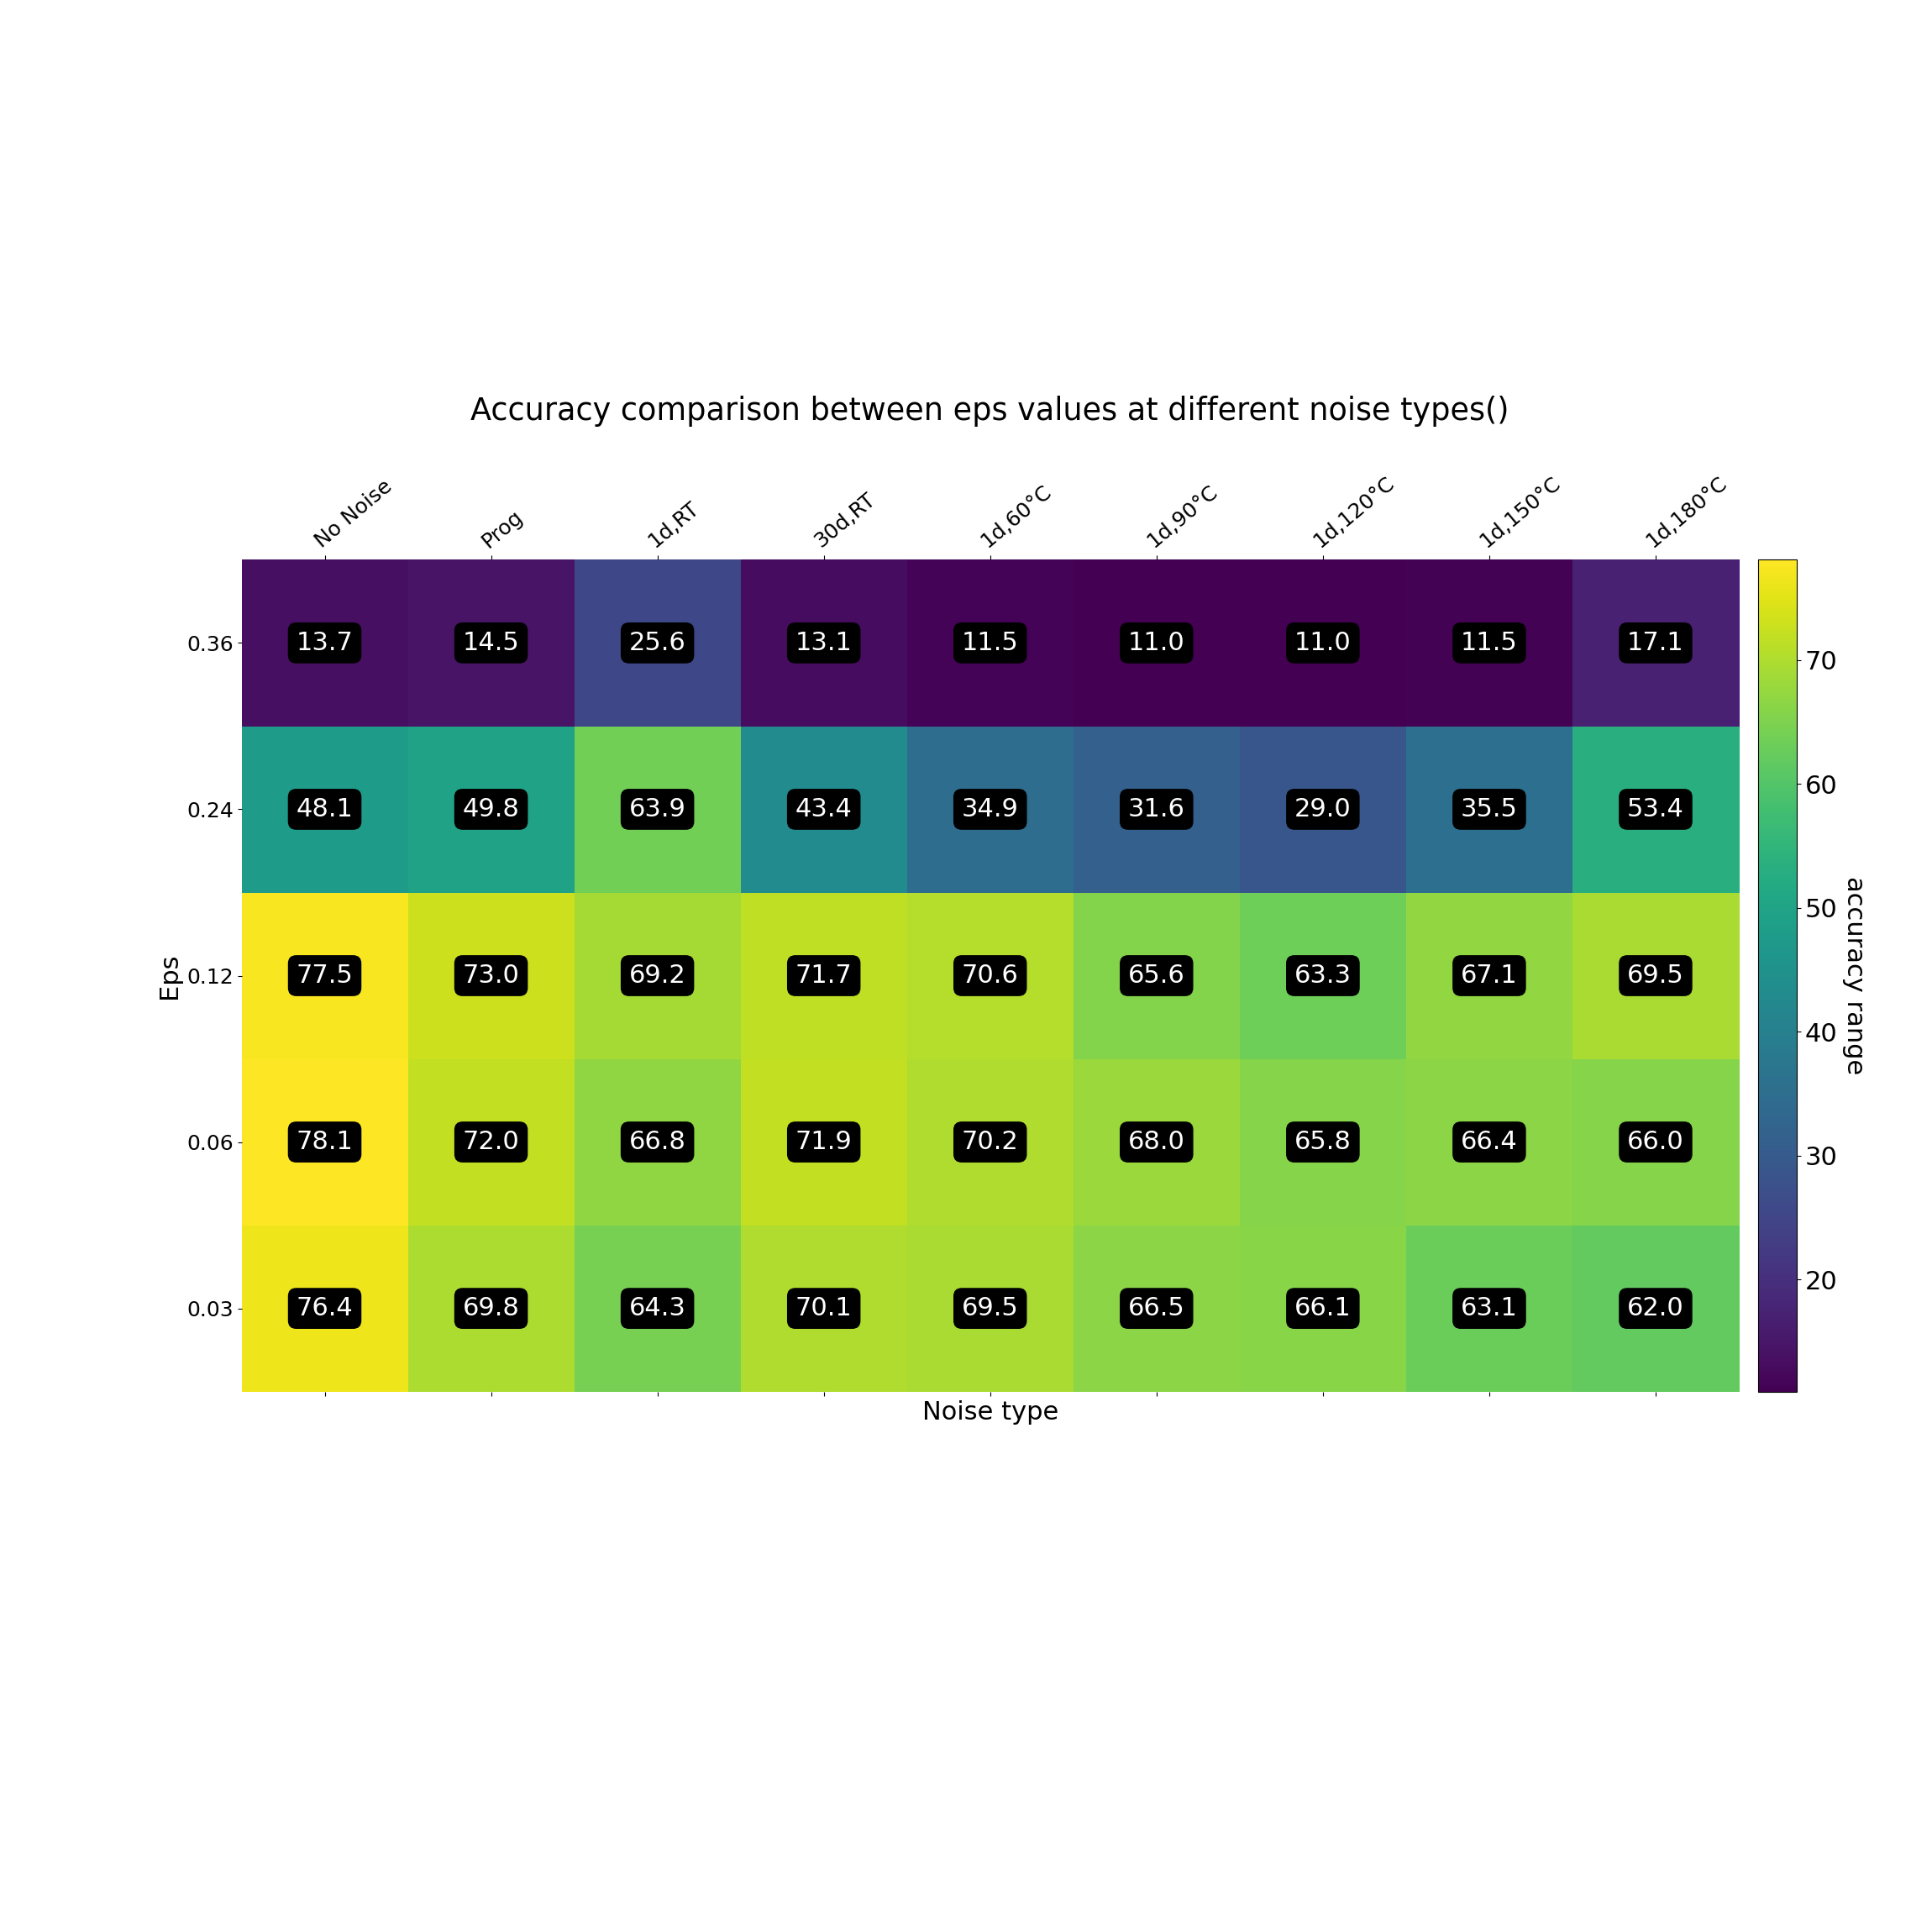 Accuracy comparison between eps values at different noise types()
No Noise Prog 1d,RT 30d,RT 1d,60°C 1d,90°C 1d,120°C 1d,150°C 1d,180°C
0.36 13.7 14.5 25.6 13.1 11.5 11.0 11.0 11.5 17.1
0.24 48.1 49.8 63.9 43.4 34.9 31.6 29.0 35.5 53.4
0.12 77.5 73.0 69.2 71.7 70.6 65.6 63.3 67.1 69.5
0.06 78.1 72.0 66.8 71.9 70.2 68.0 65.8 66.4 66.0
0.03 76.4 69.8 64.3 70.1 69.5 66.5 66.1 63.1 62.0
Eps
Noise type
70
60
50
40
30
20
accuracy range